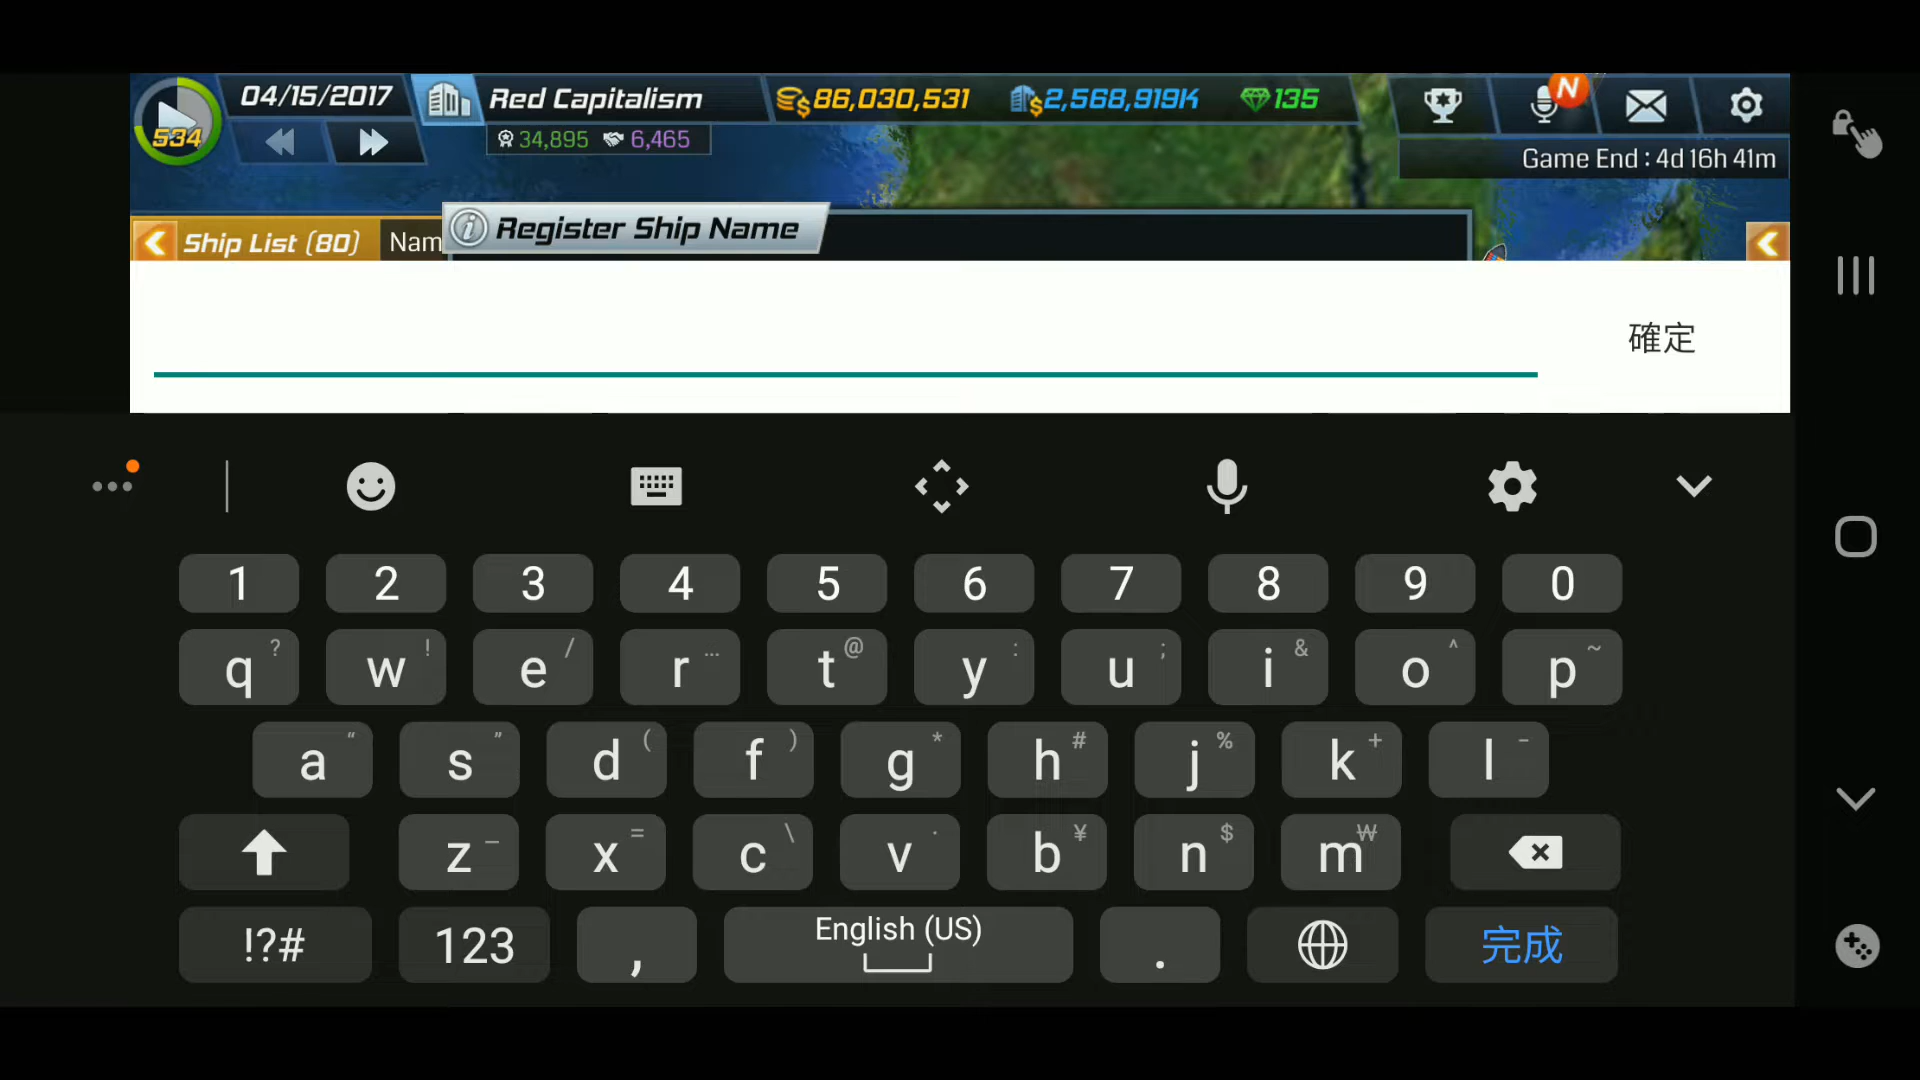 04/15/2017 Red Capitalism 86,030,531 2,568,919K 135 N
534 34,895 6,465 Game End : 4d 16h 41m
Ship List (80) Nam Register Ship Name
確定
1 2 3 4 5 6 7 8 9 0
q ? w ! e / r … t @ y : u ; i & o ^ p ~
a “ s ” d ( f ) g * h # j % k + l -
z _ x = c \ v · b ¥ n $ m ₩
!?# 123 , English (US) . 完成